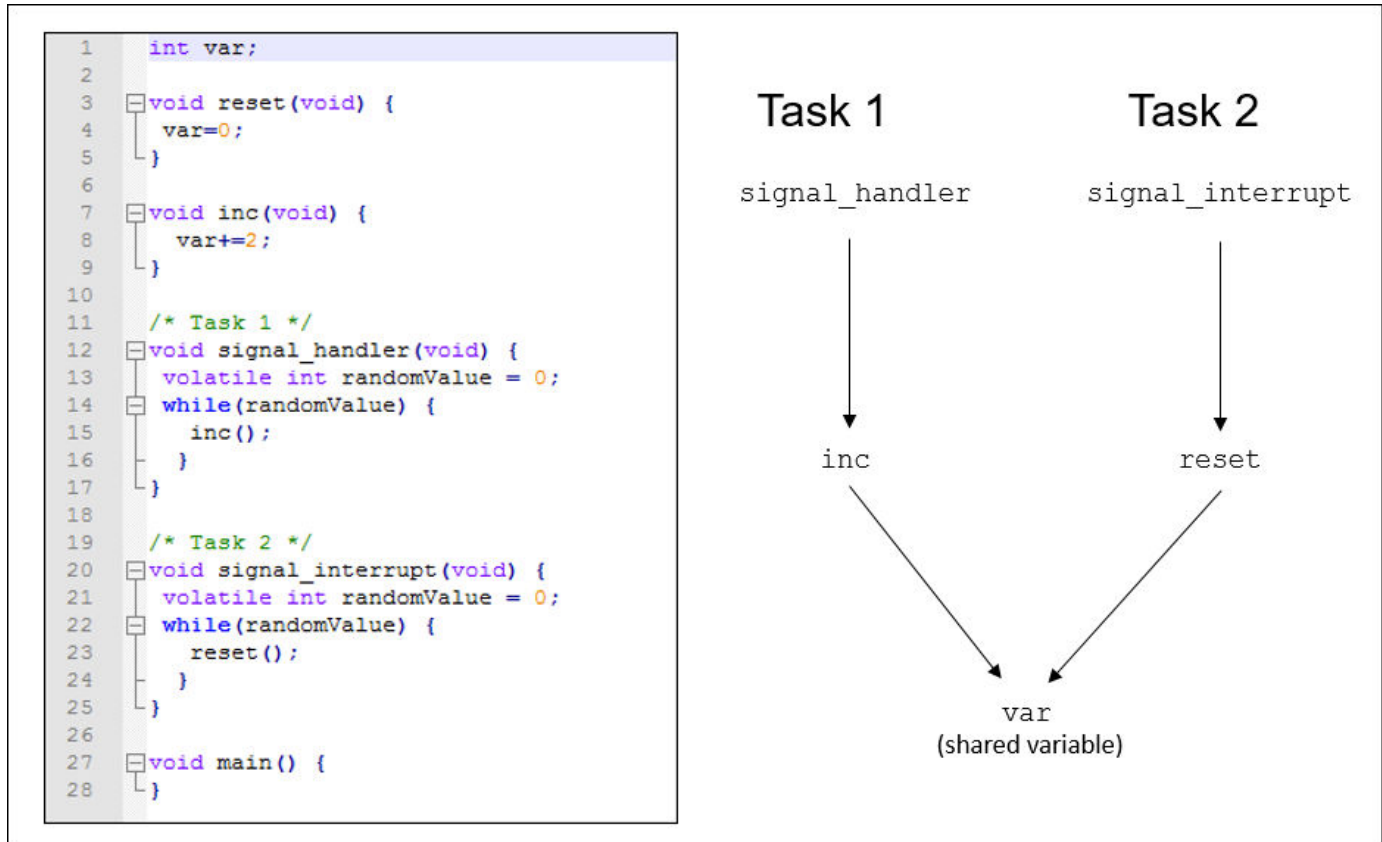 1 int var;
2
3 void reset(void) {
4 var=0;
5 }
6
7 void inc(void) {
8 var+=2;
9 }
10
11 /* Task 1 */
12 void signal_handler(void) {
13 volatile int randomValue = 0;
14 while(randomValue) {
15 inc();
16 }
17 }
18
19 /* Task 2 */
20 void signal_interrupt(void) {
21 volatile int randomValue = 0;
22 while(randomValue) {
23 reset();
24 }
25 }
26
27 void main() {
28 }
Task 1 Task 2
signal_handler signal_interrupt
inc reset
var
(shared variable)